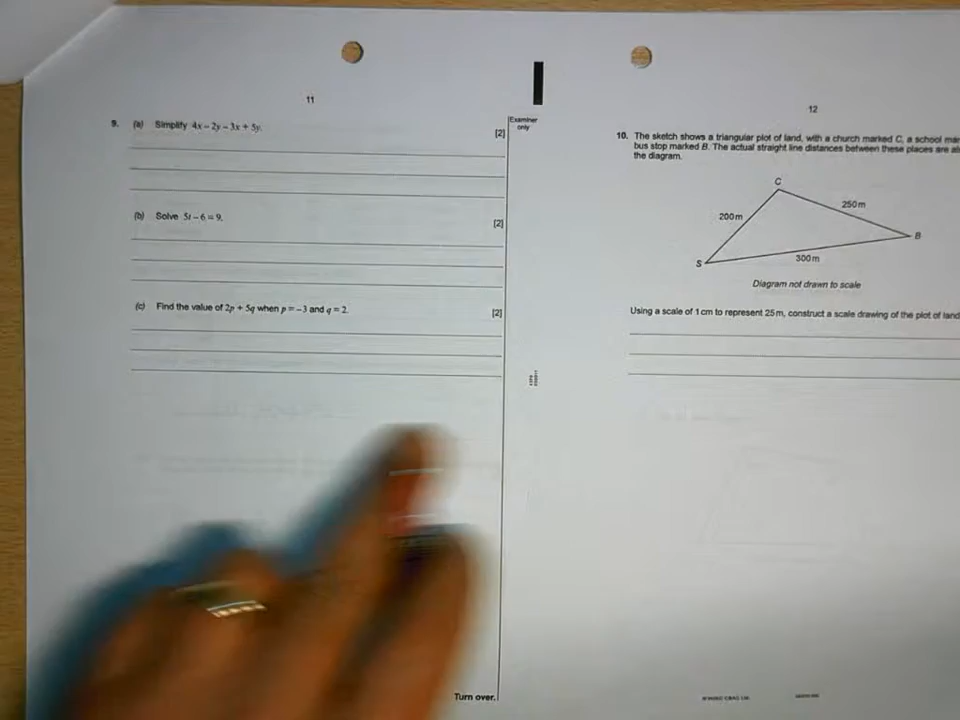 11
9. (a) Simplify 4x – 2y – 3x + 5y. [2]
Examiner only
(b) Solve 5t – 6 = 9. [2]
(c) Find the value of 2p + 5q when p = –3 and q = 2. [2]
Turn over.
12
10. The sketch shows a triangular plot of land, with a church marked C, a school
bus stop marked B. The actual straight line distances between these places are
the diagram.
C
200 m
250 m
B
S
300 m
Diagram not drawn to scale
Using a scale of 1 cm to represent 25 m, construct a scale drawing of the plot of land